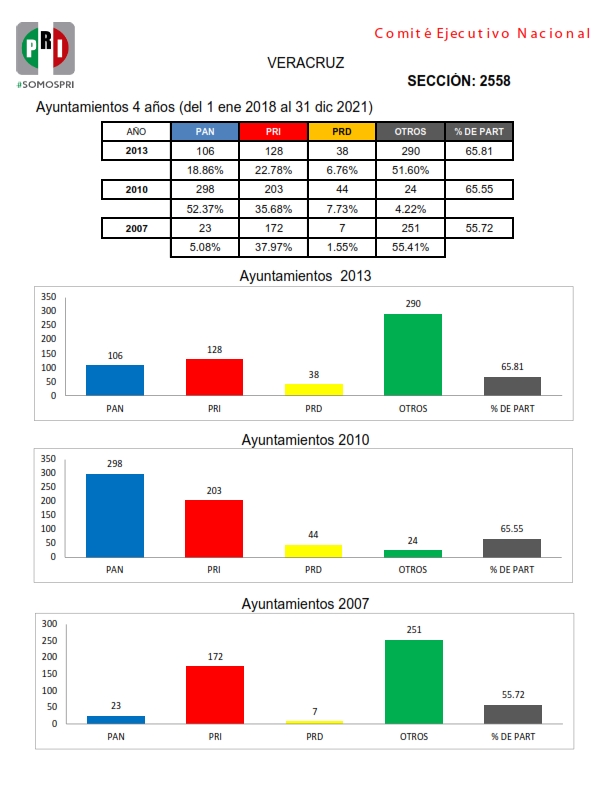 Comité Ejecutivo Nacional
PRI
#SOMOSPRI
VERACRUZ
SECCIÓN: 2558
Ayuntamientos 4 años (del 1 ene 2018 al 31 dic 2021)
AÑO PAN PRI PRD OTROS % DE PART
2013 106 128 38 290 65.81
18.86% 22.78% 6.76% 51.60%
2010 298 203 44 24 65.55
52.37% 35.68% 7.73% 4.22%
2007 23 172 7 251 55.72
5.08% 37.97% 1.55% 55.41%
Ayuntamientos 2013
350
300
250
200
150
100
50
0
106 128 38 290 65.81
PAN PRI PRD OTROS % DE PART
Ayuntamientos 2010
350
300
250
200
150
100
50
0
298 203 44 24 65.55
PAN PRI PRD OTROS % DE PART
Ayuntamientos 2007
300
250
200
150
100
50
0
23 172 7 251 55.72
PAN PRI PRD OTROS % DE PART